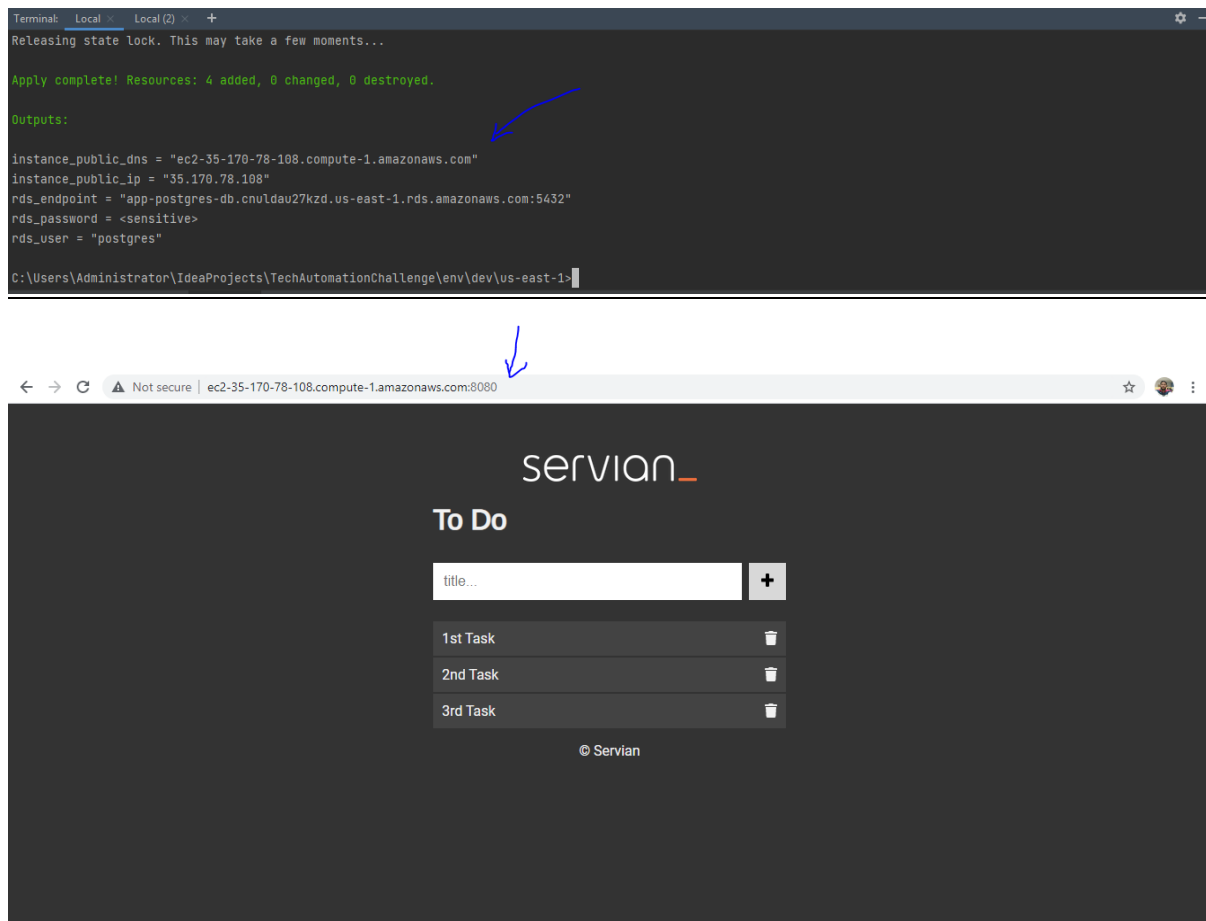 Terminal: Local × Local (2) × +
Releasing state lock. This may take a few moments...
Apply complete! Resources: 4 added, 0 changed, 0 destroyed.
Outputs:
instance_public_dns = "ec2-35-170-78-108.compute-1.amazonaws.com"
instance_public_ip = "35.170.78.108"
rds_endpoint = "app-postgres-db.cnuldau27kzd.us-east-1.rds.amazonaws.com:5432"
rds_password = <sensitive>
rds_user = "postgres"
C:\Users\Administrator\IdeaProjects\TechAutomationChallenge\env\dev\us-east-1>
Not secure | ec2-35-170-78-108.compute-1.amazonaws.com:8080
servian_
To Do
title...
1st Task
2nd Task
3rd Task
© Servian